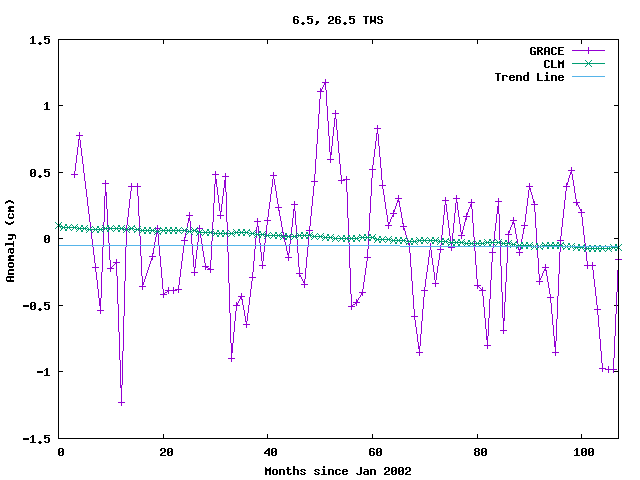 6.5, 26.5 TWS
GRACE
CLM
Trend Line
1.5
1
0.5
0
-0.5
-1
-1.5
Anomaly (cm)
0 20 40 60 80 100
Months since Jan 2002